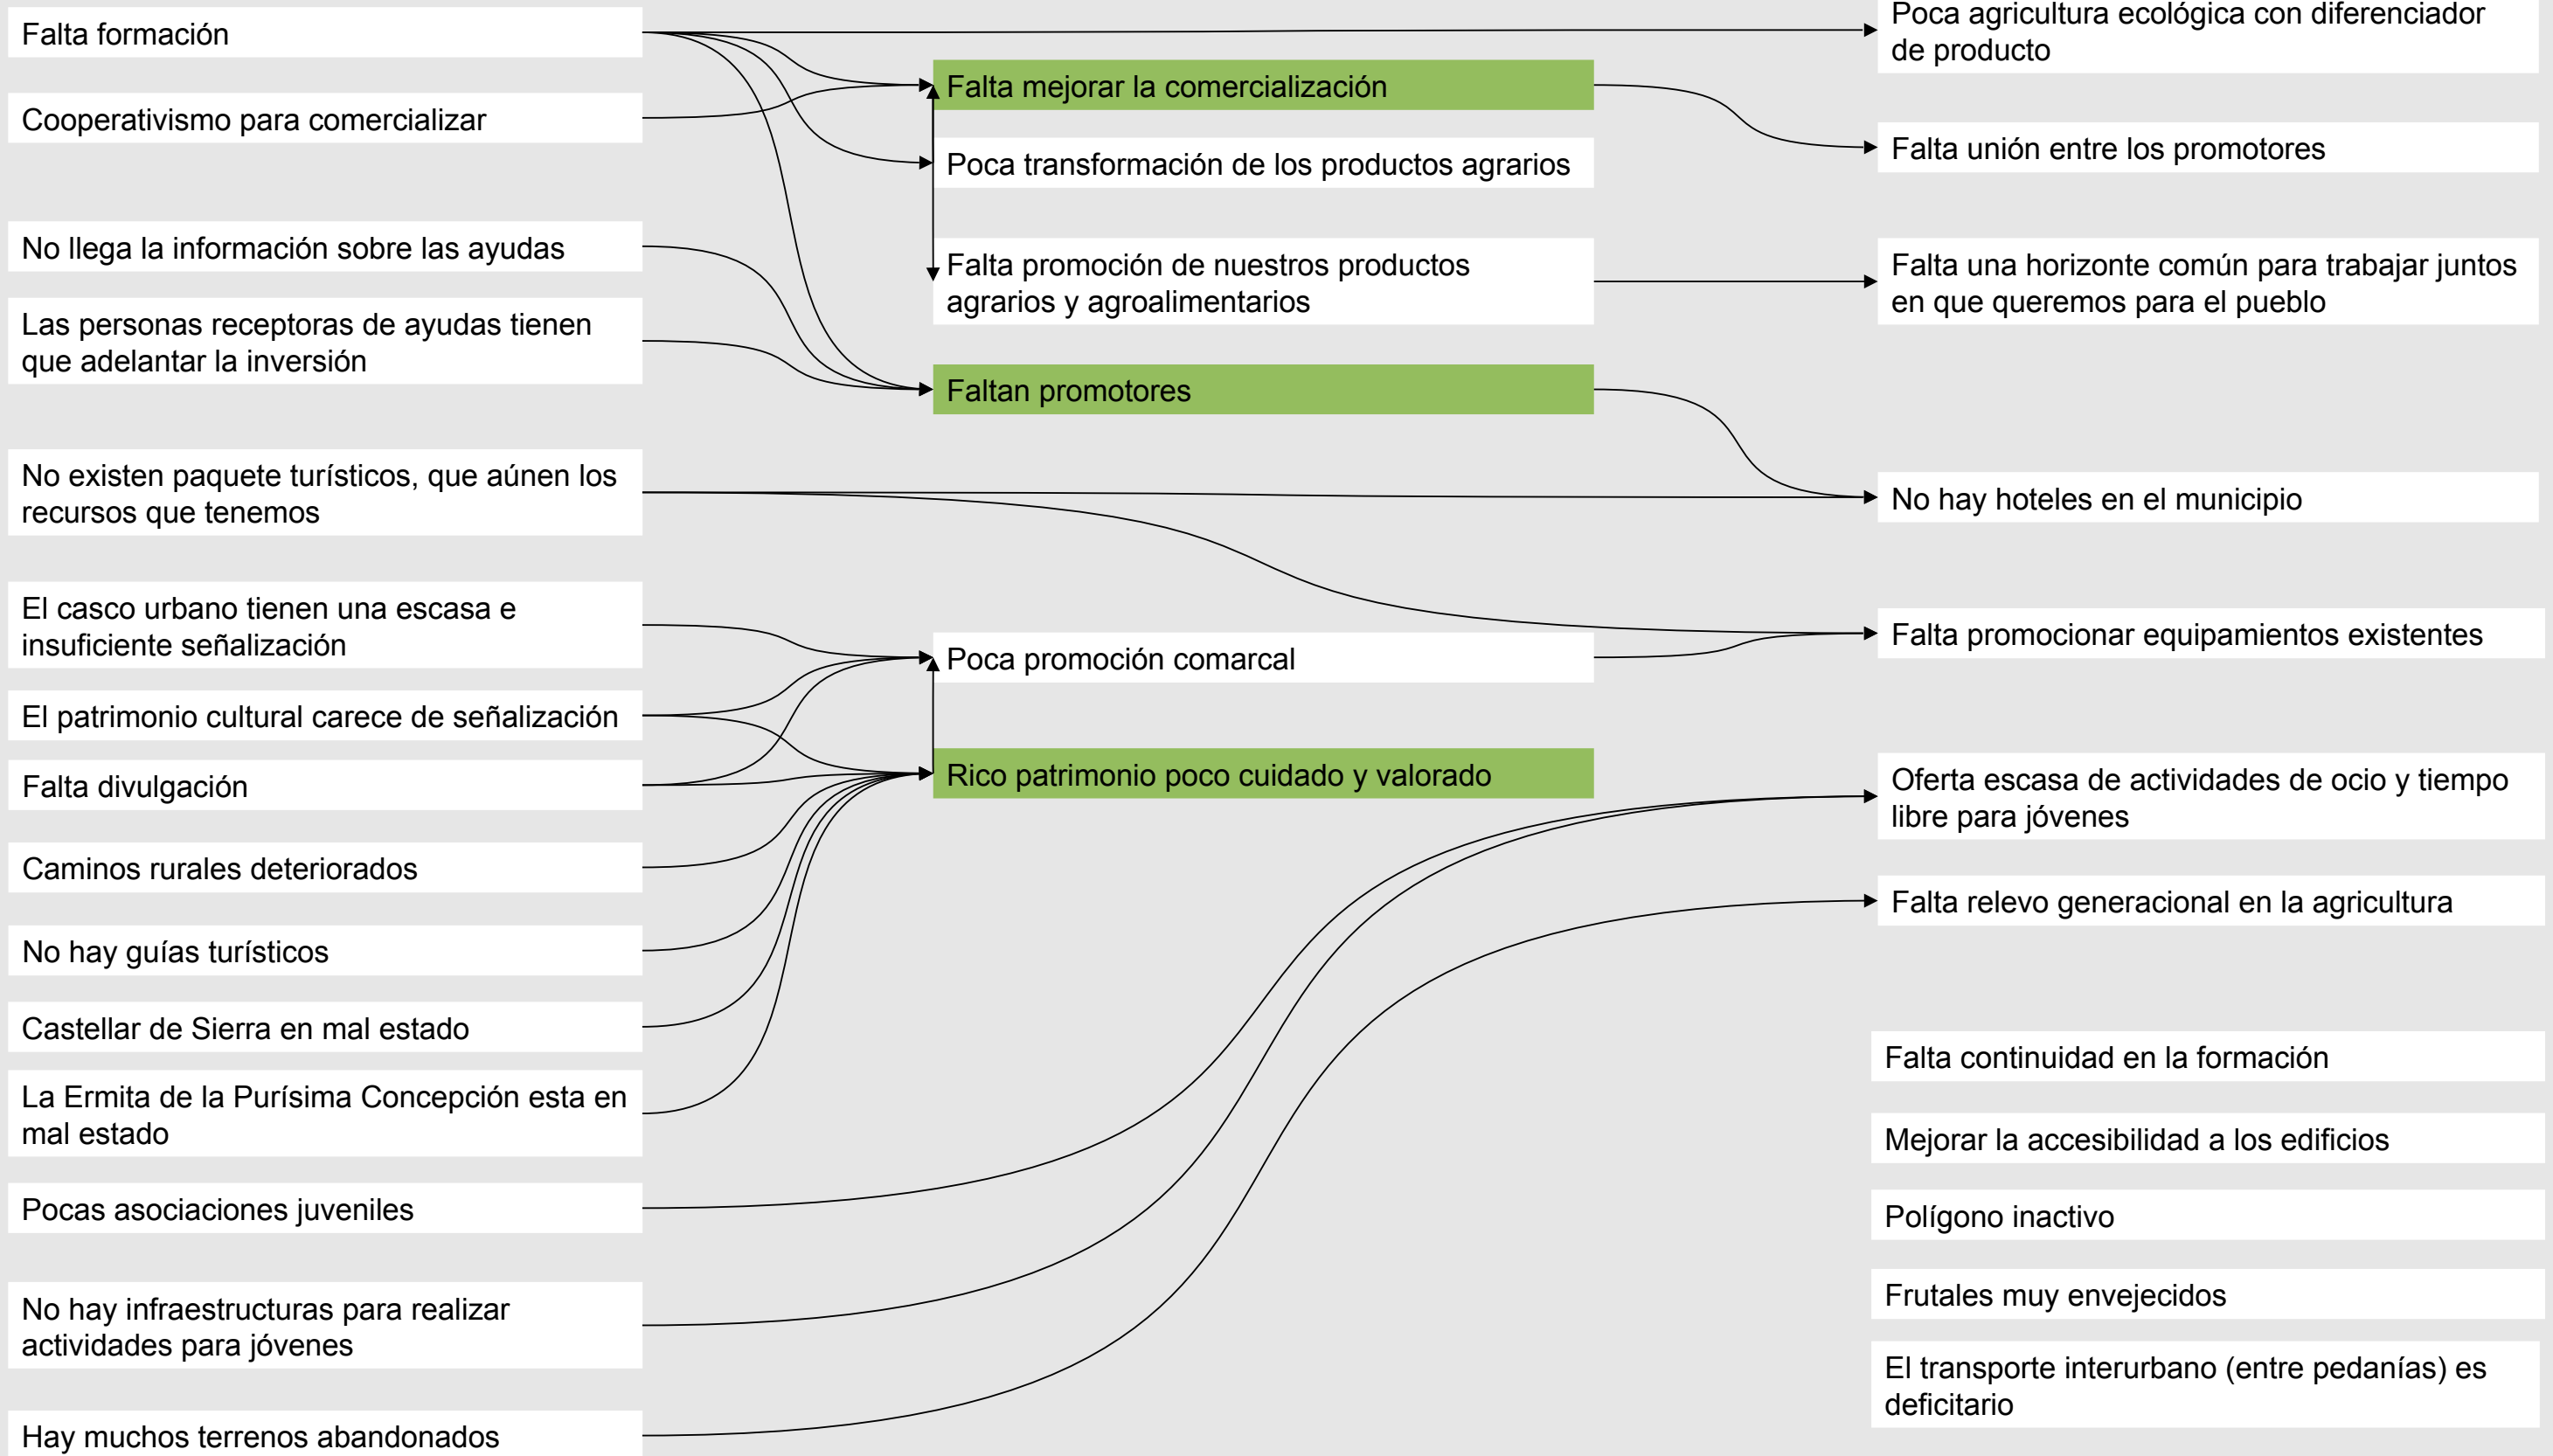 Falta formación
Cooperativismo para comercializar
No llega la información sobre las ayudas
Las personas receptoras de ayudas tienen
que adelantar la inversión
No existen paquete turísticos, que aúnen los
recursos que tenemos
El casco urbano tienen una escasa e
insuficiente señalización
El patrimonio cultural carece de señalización
Falta divulgación
Caminos rurales deteriorados
No hay guías turísticos
Castellar de Sierra en mal estado
La Ermita de la Purísima Concepción esta en
mal estado
Pocas asociaciones juveniles
No hay infraestructuras para realizar
actividades para jóvenes
Hay muchos terrenos abandonados
Falta mejorar la comercialización
Poca transformación de los productos agrarios
Falta promoción de nuestros productos
agrarios y agroalimentarios
Faltan promotores
Poca promoción comarcal
Rico patrimonio poco cuidado y valorado
Poca agricultura ecológica con diferenciador
de producto
Falta unión entre los promotores
Falta una horizonte común para trabajar juntos
en que queremos para el pueblo
No hay hoteles en el municipio
Falta promocionar equipamientos existentes
Oferta escasa de actividades de ocio y tiempo
libre para jóvenes
Falta relevo generacional en la agricultura
Falta continuidad en la formación
Mejorar la accesibilidad a los edificios
Polígono inactivo
Frutales muy envejecidos
El transporte interurbano (entre pedanías) es
deficitario